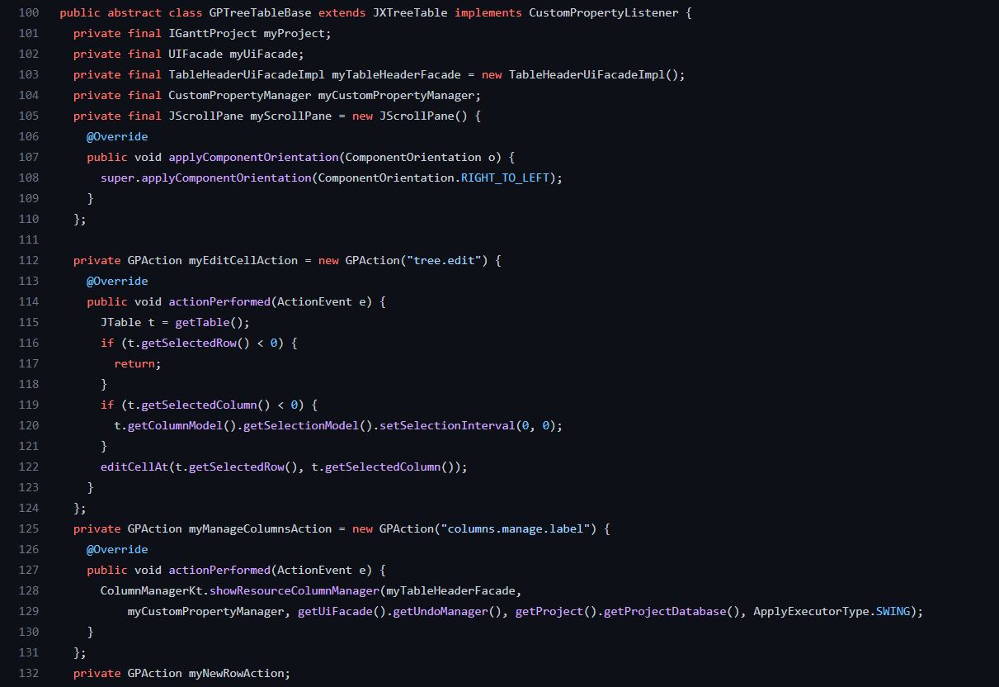 100 public abstract class GPTreeTableBase extends JXTreeTable implements CustomPropertyListener {
101   private final IGanttProject myProject;
102   private final UIFacade myUiFacade;
103   private final TableHeaderUiFacadeImpl myTableHeaderFacade = new TableHeaderUiFacadeImpl();
104   private final CustomPropertyManager myCustomPropertyManager;
105   private final JScrollPane myScrollPane = new JScrollPane() {
106     @Override
107     public void applyComponentOrientation(ComponentOrientation o) {
108       super.applyComponentOrientation(ComponentOrientation.RIGHT_TO_LEFT);
109     }
110   };
111
112   private GPAction myEditCellAction = new GPAction("tree.edit") {
113     @Override
114     public void actionPerformed(ActionEvent e) {
115       JTable t = getTable();
116       if (t.getSelectedRow() < 0) {
117         return;
118       }
119       if (t.getSelectedColumn() < 0) {
120         t.getColumnModel().getSelectionModel().setSelectionInterval(0, 0);
121       }
122       editCellAt(t.getSelectedRow(), t.getSelectedColumn());
123     }
124   };
125   private GPAction myManageColumnsAction = new GPAction("columns.manage.label") {
126     @Override
127     public void actionPerformed(ActionEvent e) {
128       ColumnManagerKt.showResourceColumnManager(myTableHeaderFacade,
129           myCustomPropertyManager, getUiFacade().getUndoManager(), getProject().getProjectDatabase(), ApplyExecutorType.SWING);
130     }
131   };
132   private GPAction myNewRowAction;